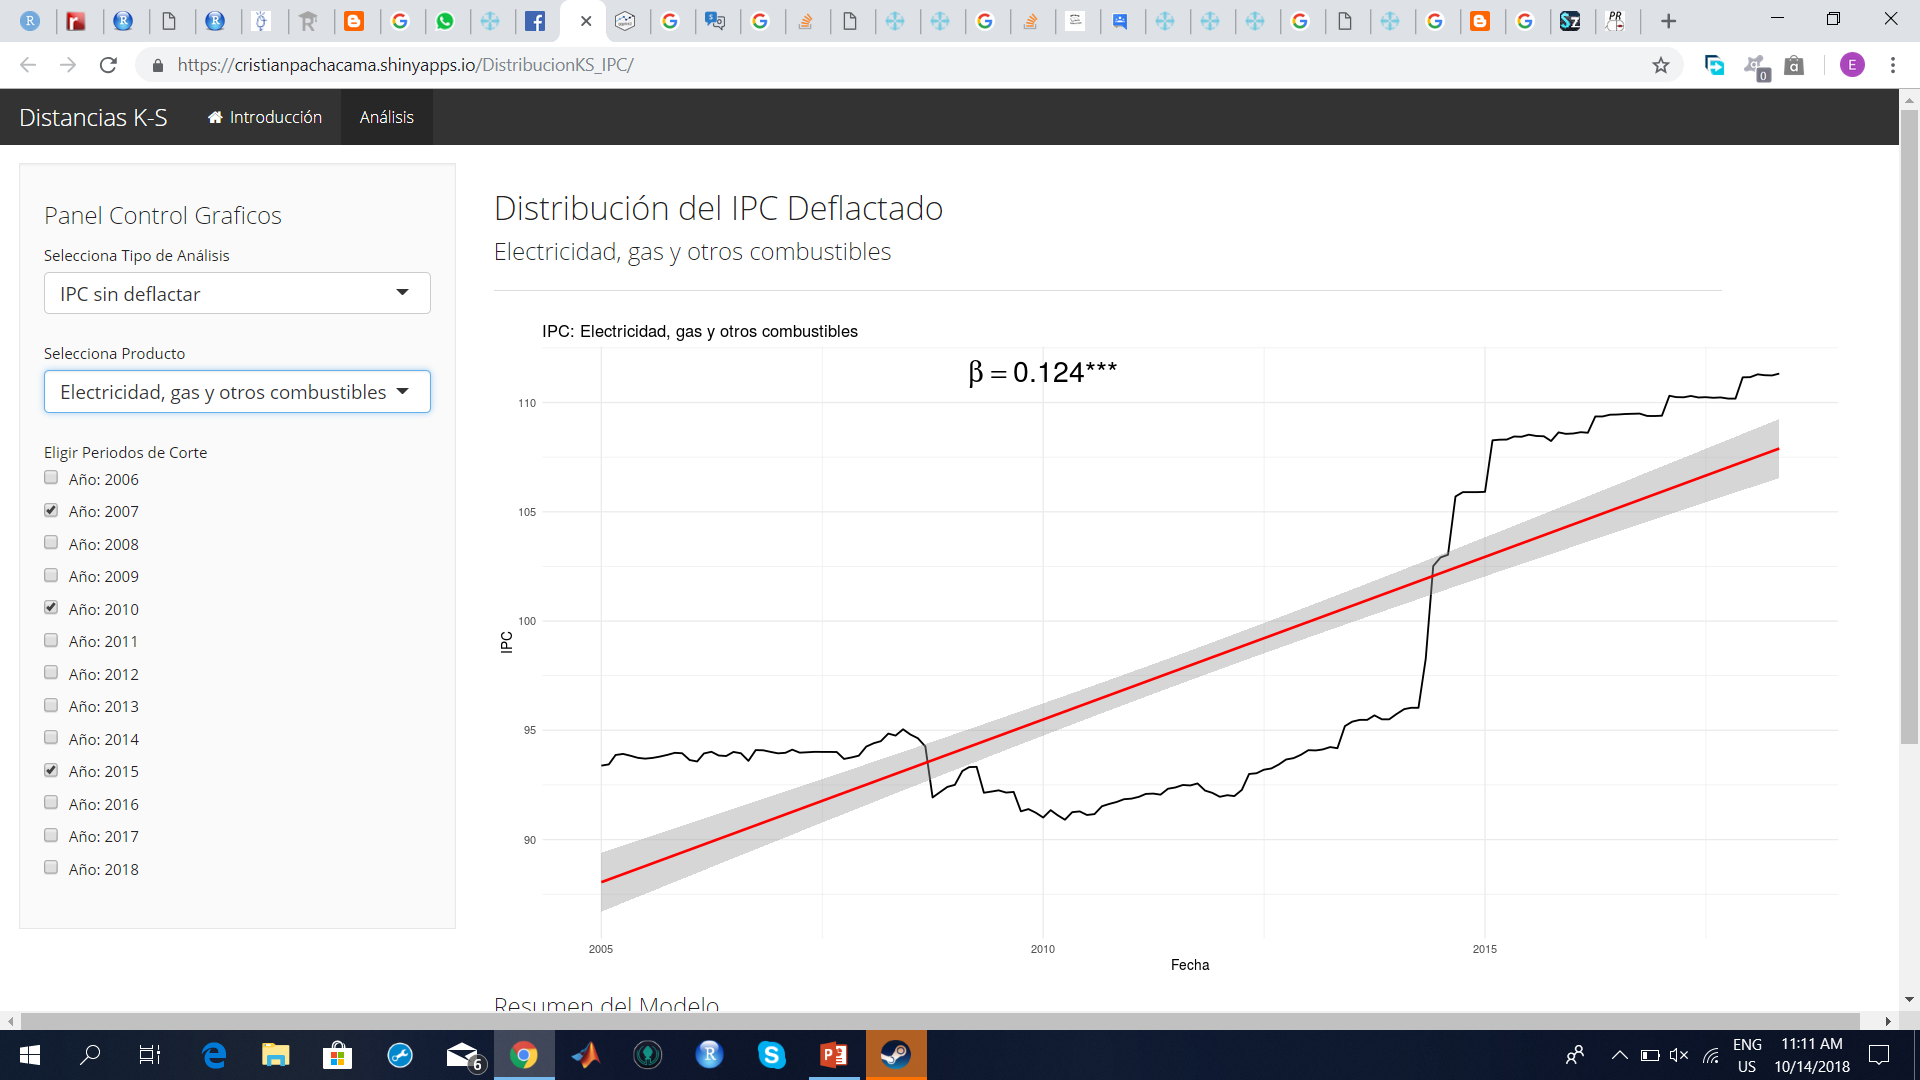 https://cristianpachacama.shinyapps.io/DistribucionKS_IPC/
0
E
Distancias K-S
Introducción
Análisis
Panel Control Graficos
Selecciona Tipo de Análisis
IPC sin deflactar
Selecciona Producto
Electricidad, gas y otros combustibles
Eligir Periodos de Corte
Año: 2006
Año: 2007
Año: 2008
Año: 2009
Año: 2010
Año: 2011
Año: 2012
Año: 2013
Año: 2014
Año: 2015
Año: 2016
Año: 2017
Año: 2018
Distribución del IPC Deflactado
Electricidad, gas y otros combustibles
IPC: Electricidad, gas y otros combustibles
β = 0.124***
110
105
100
95
90
IPC
2005
2010
2015
Fecha
Resumen del Modelo
6
ENG
US
11:11 AM
10/14/2018